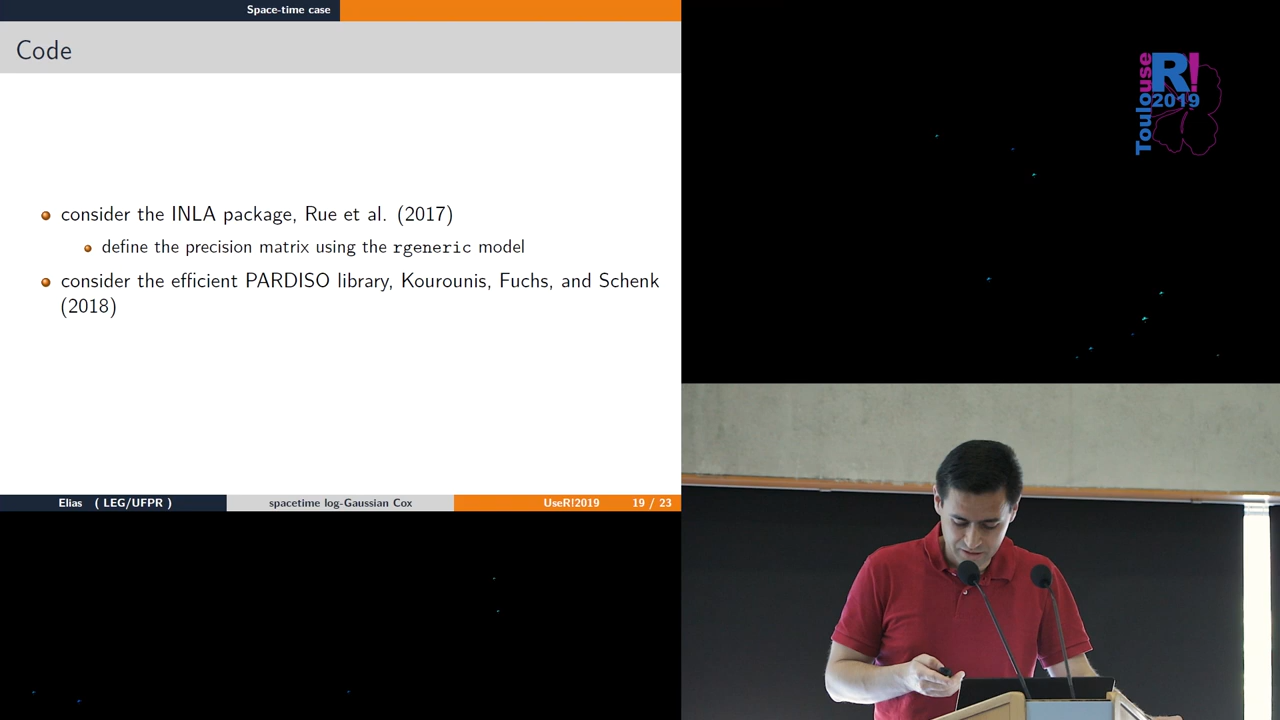 Space-time case
Code
consider the INLA package, Rue et al. (2017)
define the precision matrix using the rgeneric model
consider the efficient PARDISO library, Kourounis, Fuchs, and Schenk
(2018)
Elias ( LEG/UFPR )
spacetime log-Gaussian Cox
UseR!2019
19 / 23
Toulouse
R!
2019